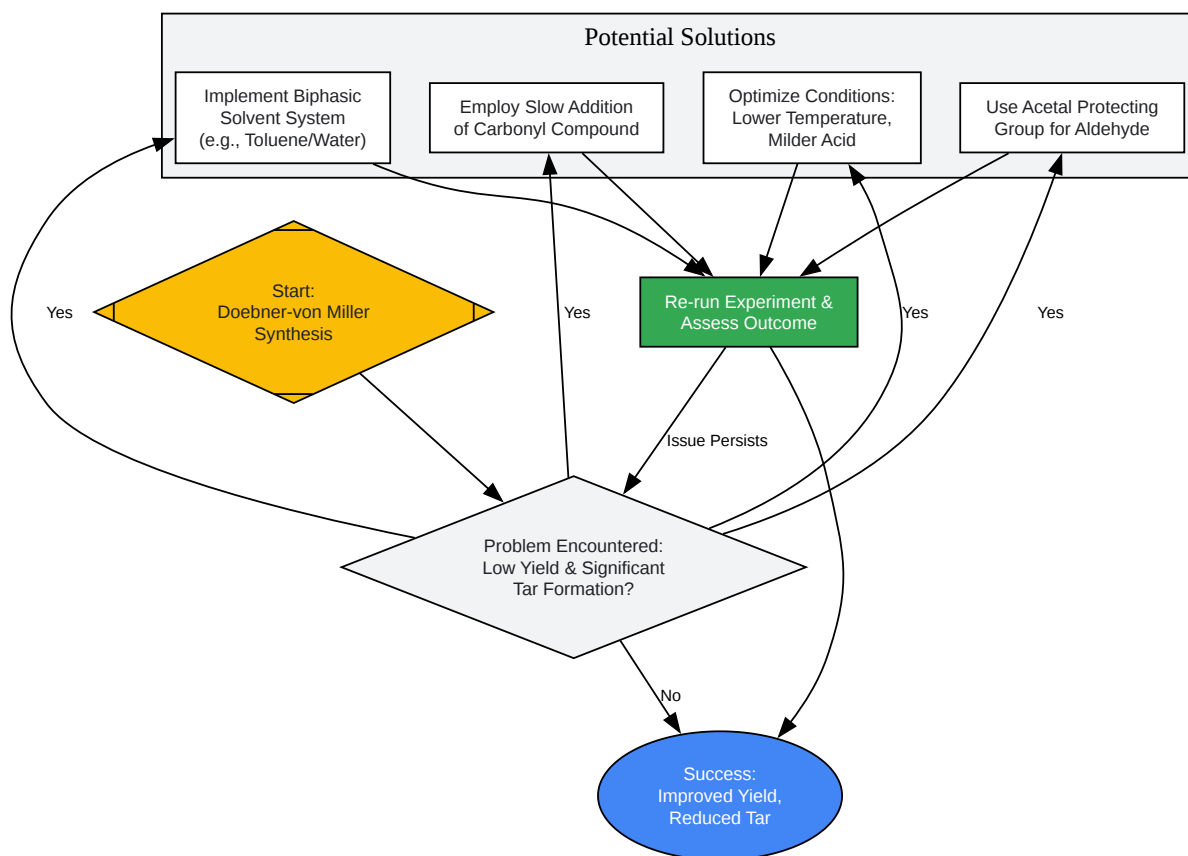 Potential Solutions
Implement Biphasic
Solvent System
(e.g., Toluene/Water)
Employ Slow Addition
of Carbonyl Compound
Optimize Conditions:
Lower Temperature,
Milder Acid
Use Acetal Protecting
Group for Aldehyde
Yes
Start:
Doebner-von Miller
Synthesis
Yes
Re-run Experiment &
Assess Outcome
Yes
Yes
Issue Persists
Problem Encountered:
Low Yield & Significant
Tar Formation?
No
Success:
Improved Yield,
Reduced Tar